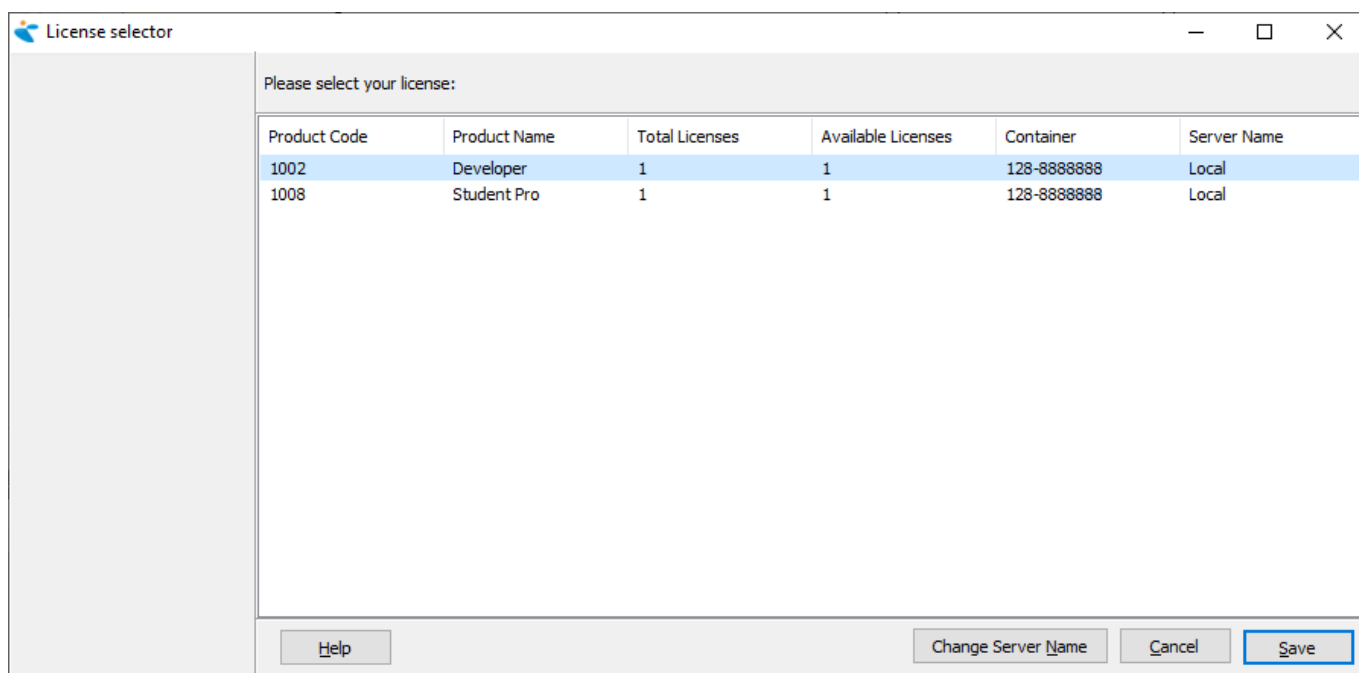 License selector
Please select your license:
Product Code Product Name Total Licenses Available Licenses Container Server Name
1002 Developer 1 1 128-8888888 Local
1008 Student Pro 1 1 128-8888888 Local
Help Change Server Name Cancel Save